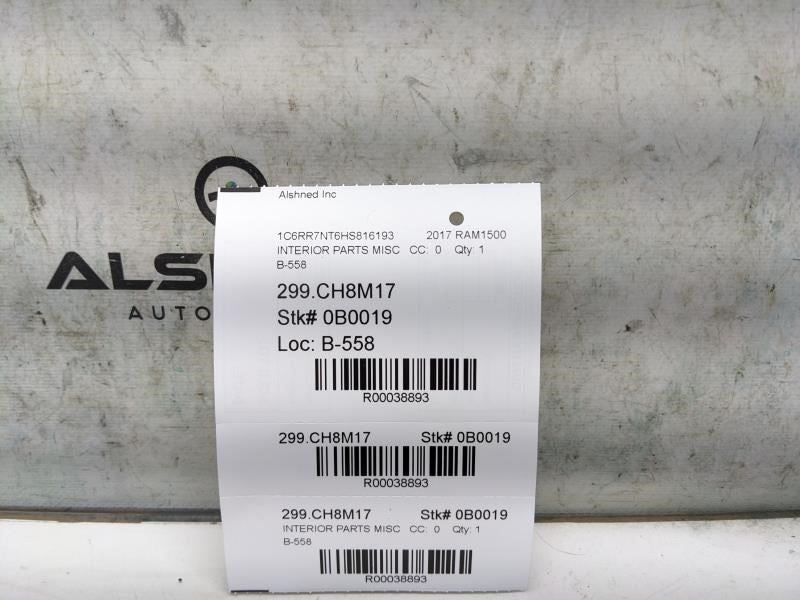 ALS
AUTO
Alshned Inc
1C6RR7NT6HS816193 2017 RAM1500
INTERIOR PARTS MISC CC: 0 Qty: 1
B-558
299.CH8M17
Stk# 0B0019
Loc: B-558
R00038893
299.CH8M17 Stk# 0B0019
R00038893
299.CH8M17 Stk# 0B0019
INTERIOR PARTS MISC CC: 0 Qty: 1
B-558
R00038893